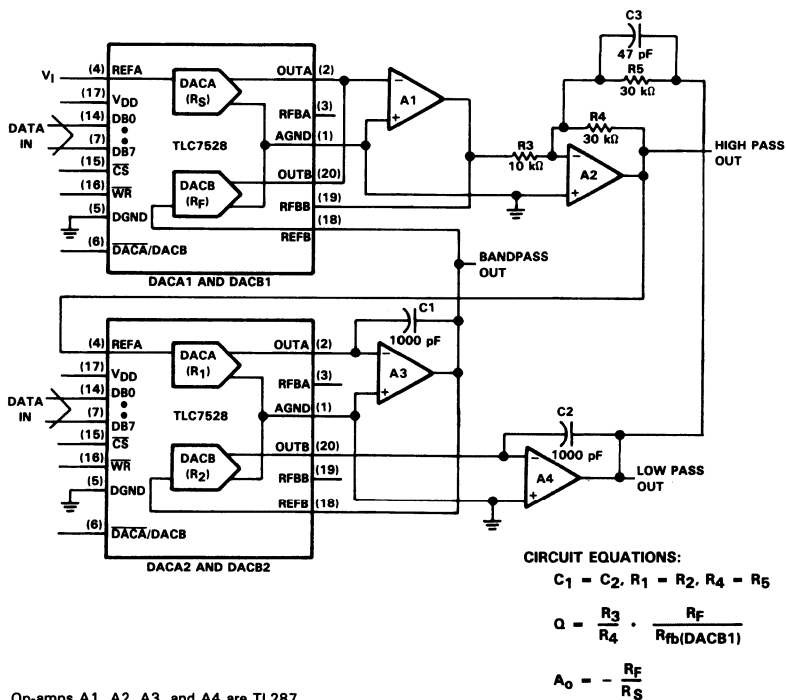 C3
47 pF
R5
30 kΩ
R4
30 kΩ
R3
10 kΩ
VI
(4) REFA
DACA
(RS)
OUTA (2)
A1
(17) VDD
RFBA (3)
DATA
IN
(14) DB0
(7) DB7
TLC7528
AGND (1)
A2
HIGH PASS
OUT
(15) CS
DACB
(RF)
OUTB (20)
(16) WR
RFBB (19)
(5) DGND
REFB (18)
(6) DACA/DACB
BANDPASS
OUT
DACA1 AND DACB1
C1
1000 pF
(4) REFA
DACA
(R1)
OUTA (2)
A3
(17) VDD
RFBA (3)
DATA
IN
(14) DB0
(7) DB7
TLC7528
AGND (1)
C2
1000 pF
(15) CS
DACB
(R2)
OUTB (20)
A4
(16) WR
RFBB (19)
LOW PASS
OUT
(5) DGND
REFB (18)
(6) DACA/DACB
DACA2 AND DACB2
CIRCUIT EQUATIONS:
C1 = C2, R1 = R2, R4 = R5
Q = R3/R4 · RF/Rfb(DACB1)
Ao = − RF/RS
Op-amps A1, A2, A3, and A4 are TL287